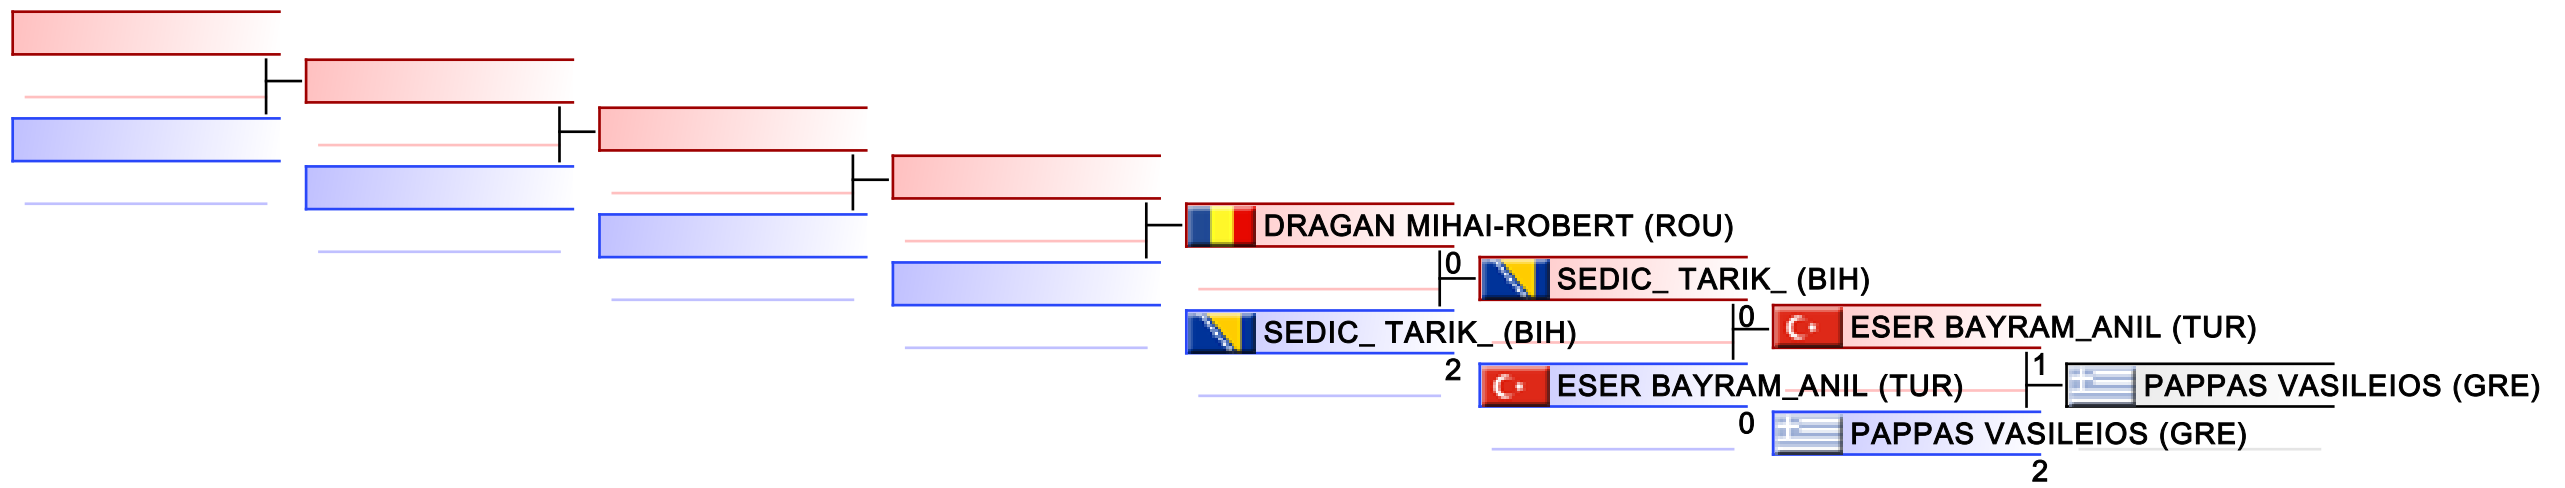 DRAGAN MIHAI-ROBERT (ROU)
0
SEDIC_ TARIK_ (BIH)
SEDIC_ TARIK_ (BIH)
2
0
ESER BAYRAM_ANIL (TUR)
ESER BAYRAM_ANIL (TUR)
0
1
PAPPAS VASILEIOS (GRE)
PAPPAS VASILEIOS (GRE)
2